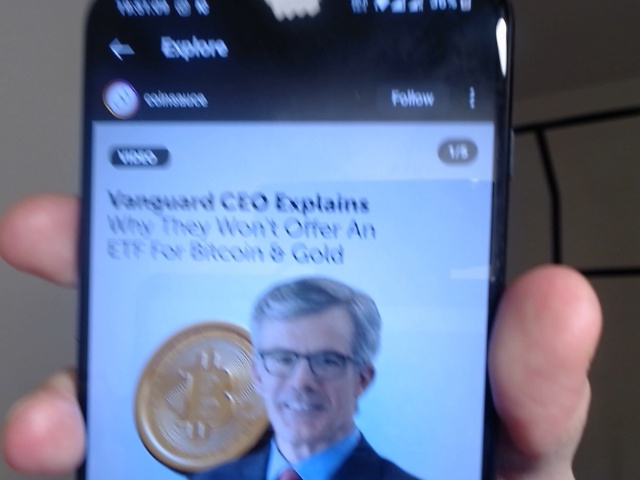 Explore
coinsauce
Follow
VIDEO
1/5
Vanguard CEO Explains
Why They Won't Offer An
ETF For Bitcoin & Gold